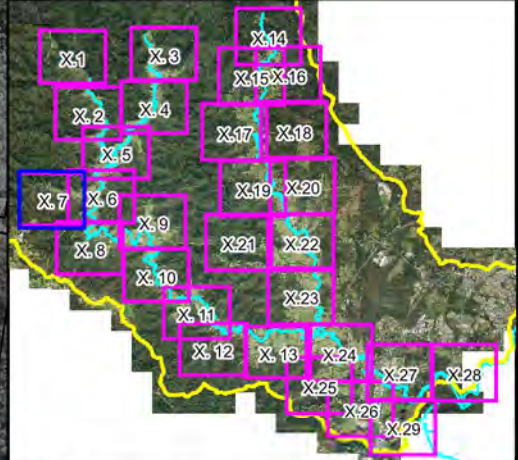 X.14
X.1
X. 3
X.15
X.16
X. 2
X. 4
X.17
X.18
X. 5
X. 7
X. 6
X.19
X.20
X. 9
X. 8
X.21
X.22
X. 10
X.23
X. 11
X. 12
X. 13
X.24
X.27
X.28
X.25
X.26
X.29